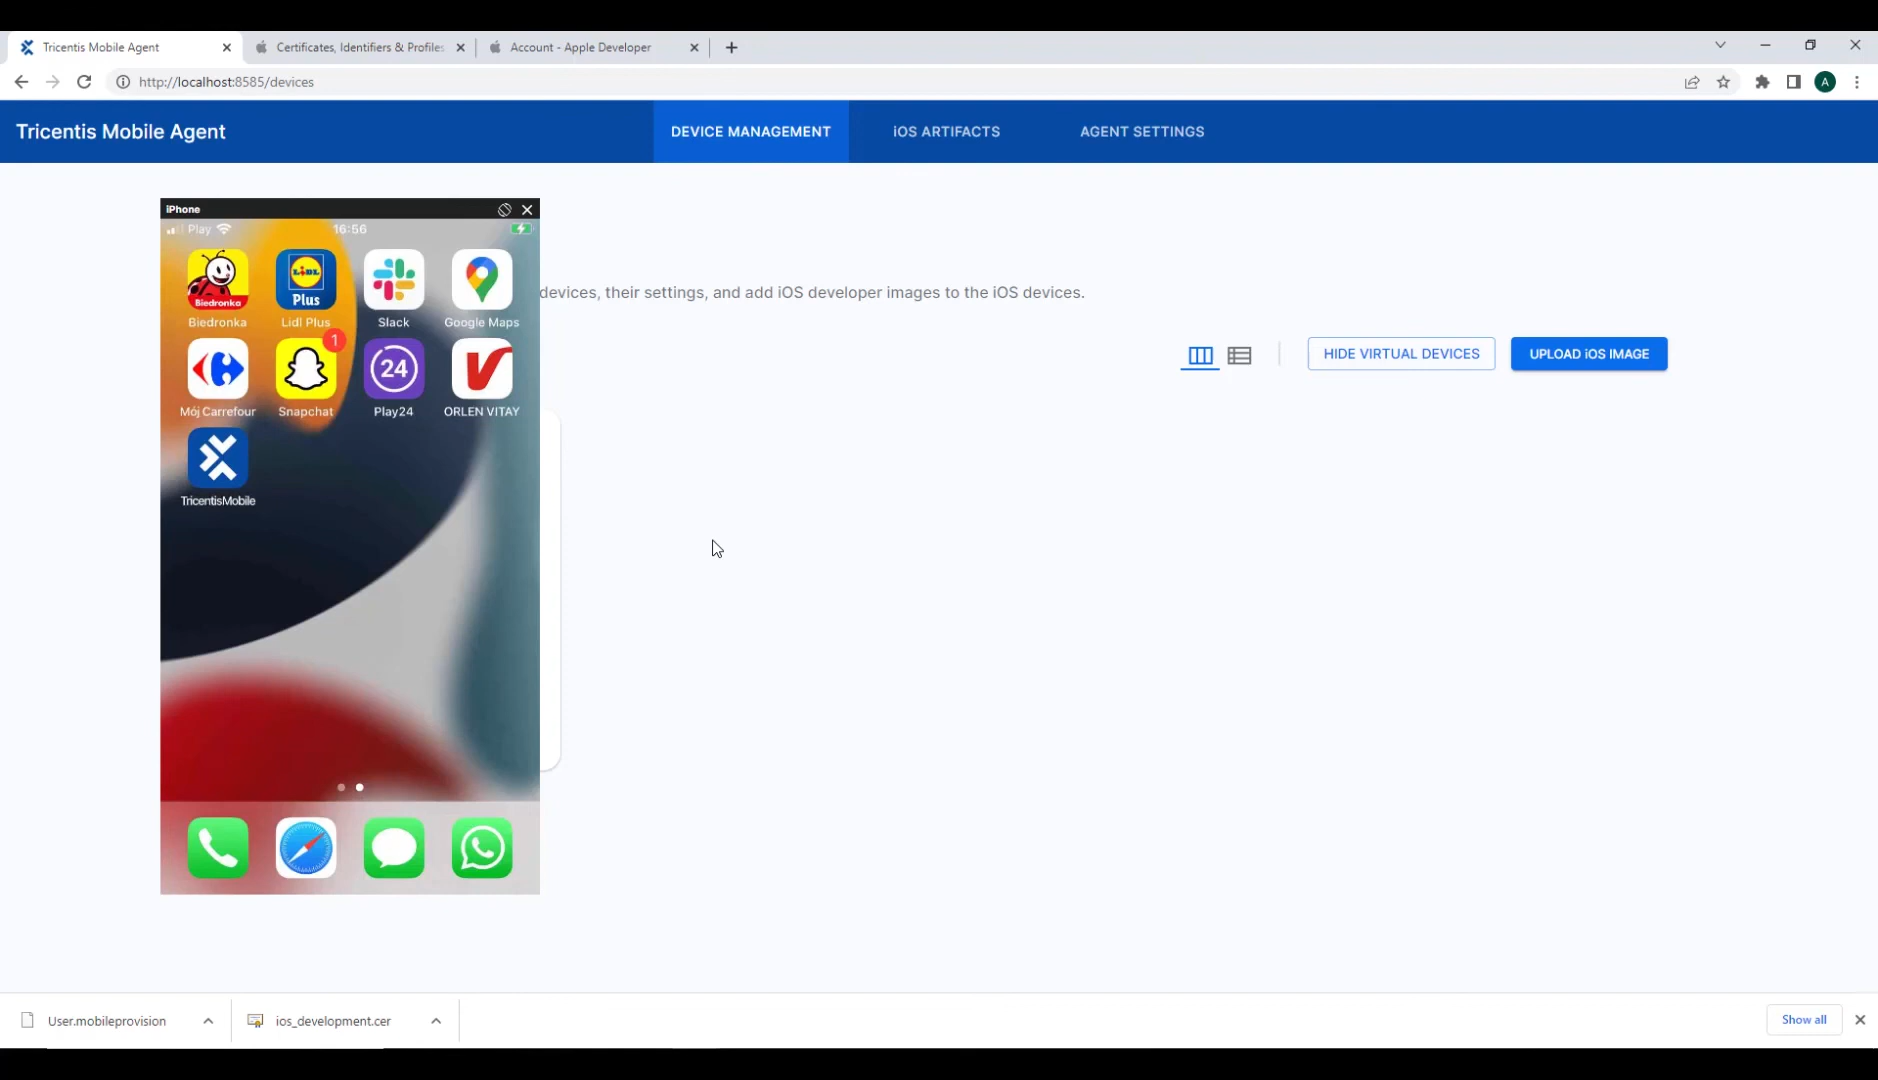 Tricentis Mobile Agent
Certificates, Identifiers & Profiles
Account - Apple Developer
http://localhost:8585/devices
A
Tricentis Mobile Agent
DEVICE MANAGEMENT
iOS ARTIFACTS
AGENT SETTINGS
iPhone
Play
16:56
Biedronka
LiDL
Plus
Biedronka
Lidl Plus
Slack
Google Maps
devices, their settings, and add iOS developer images to the iOS devices.
HIDE VIRTUAL DEVICES
UPLOAD iOS IMAGE
1
24
Mój Carrefour
Snapchat
Play24
ORLEN VITAY
TricentisMobile
User.mobileprovision
ios_development.cer
Show all